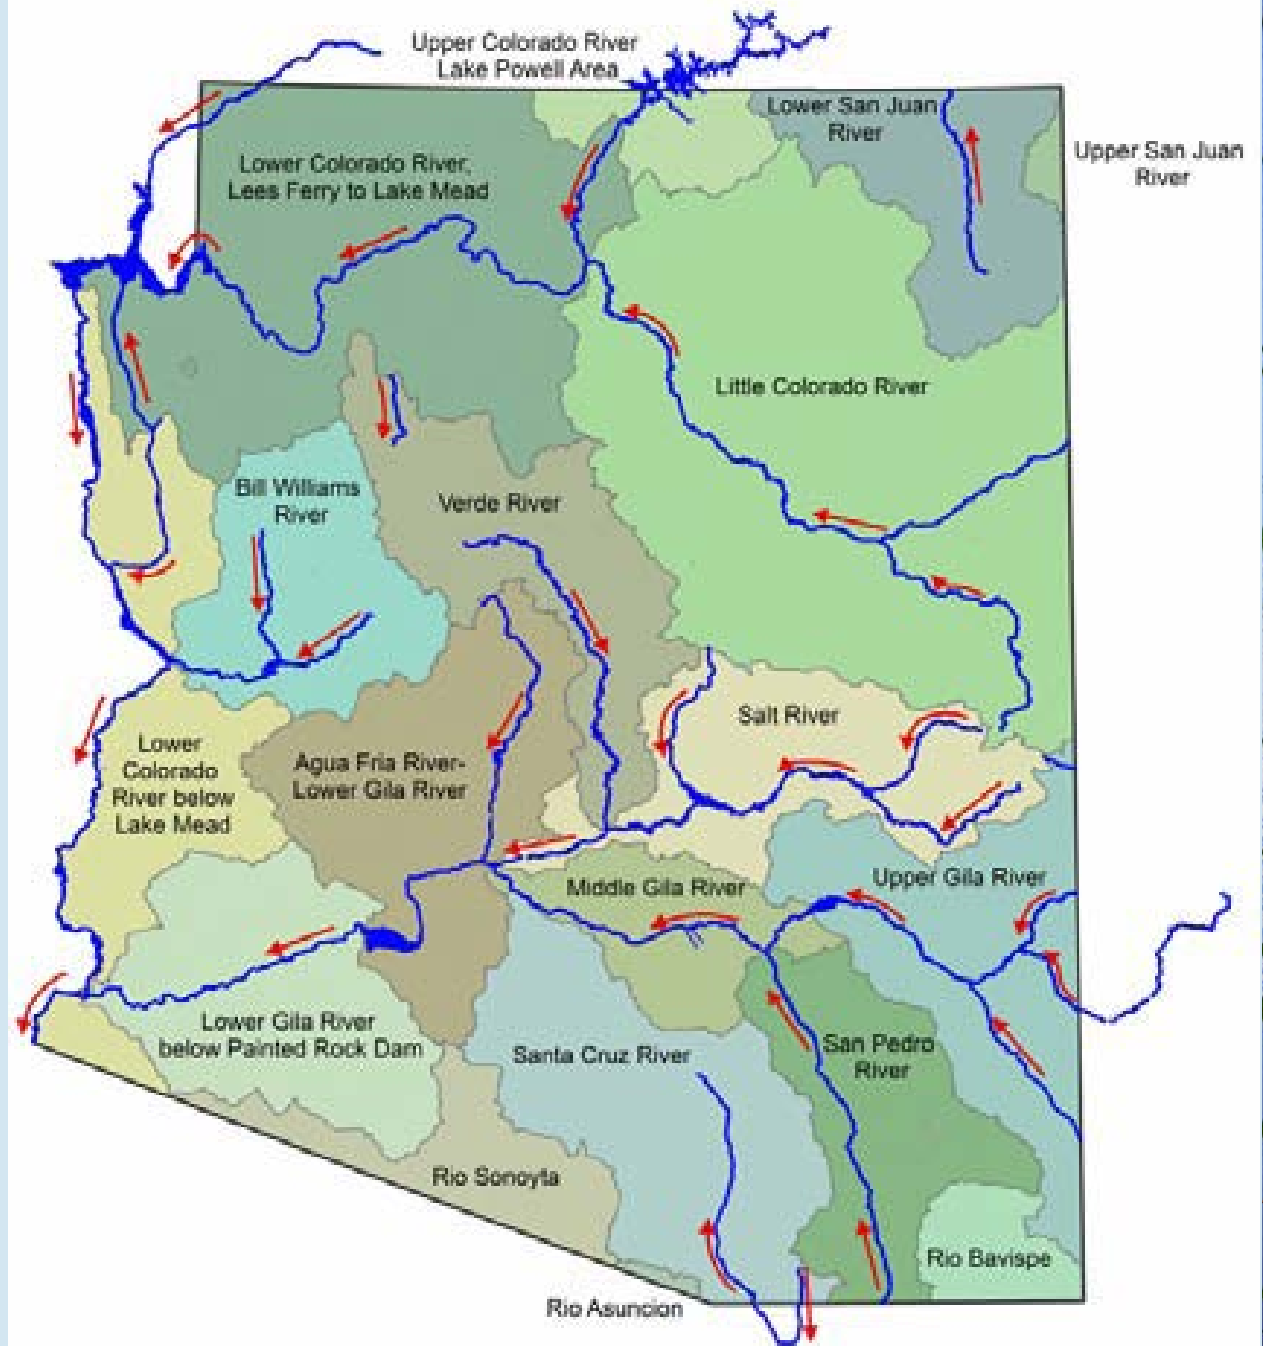 Upper Colorado River
Lake Powell Area
Lower San Juan
River
Upper San Juan
River
Lower Colorado River,
Lees Ferry to Lake Mead
Little Colorado River
Bill Williams
River
Verde River
Salt River
Lower
Colorado
River below
Lake Mead
Agua Fria River-
Lower Gila River
Middle Gila River
Upper Gila River
Lower Gila River
below Painted Rock Dam
Santa Cruz River
San Pedro
River
Rio Sonoyta
Rio Bavispe
Rio Asuncion